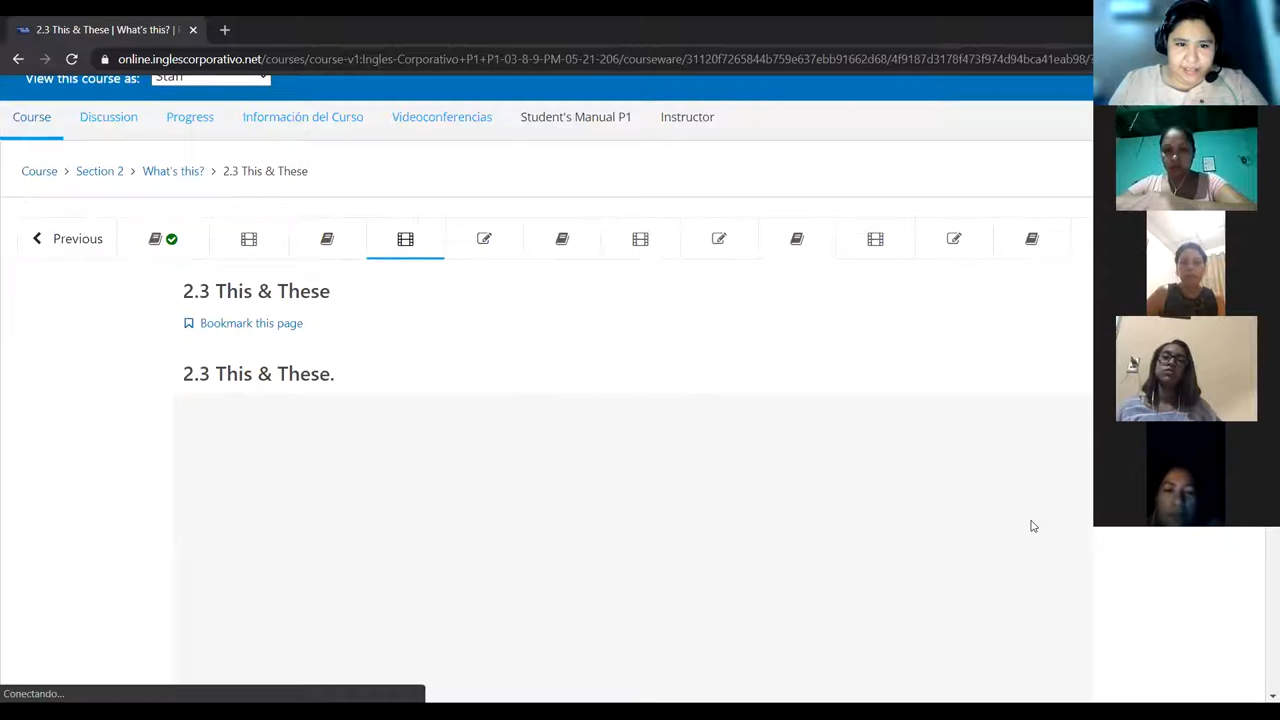 2.3 This & These | What's this? |
online.inglescorporativo.net/courses/course-v1:Ingles-Corporativo+P1+P1-03-8-9-PM-05-21-206/courseware/31120f7265844b759e637ebb91662d68/4f9187d3178f473f974d94bca41eab98/?
View this course as: Staff
Course Discussion Progress Información del Curso Videoconferencias Student's Manual P1 Instructor
Course > Section 2 > What's this? > 2.3 This & These
Previous
2.3 This & These
Bookmark this page
2.3 This & These.
Conectando...